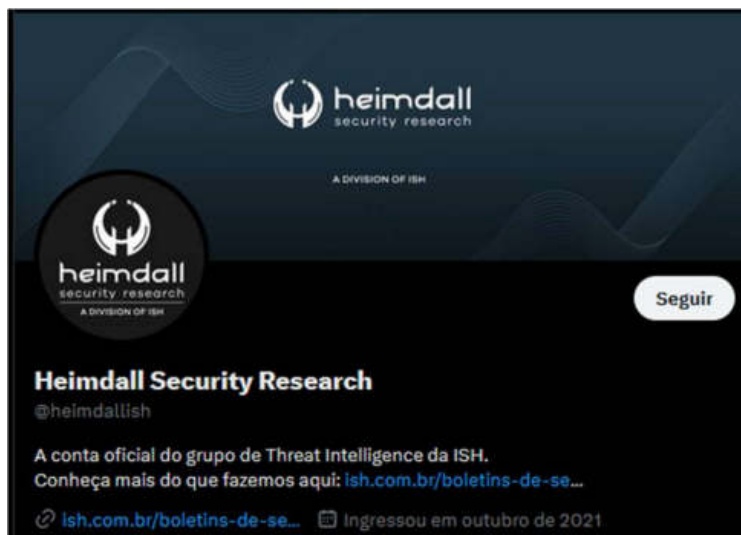 heimdall
security research
A DIVISION OF ISH
heimdall
security research
A DIVISION OF ISH
Seguir
Heimdall Security Research
@heimdallish
A conta oficial do grupo de Threat Intelligence da ISH.
Conheça mais do que fazemos aqui: ish.com.br/boletins-de-se...
ish.com.br/boletins-de-se... Ingressou em outubro de 2021